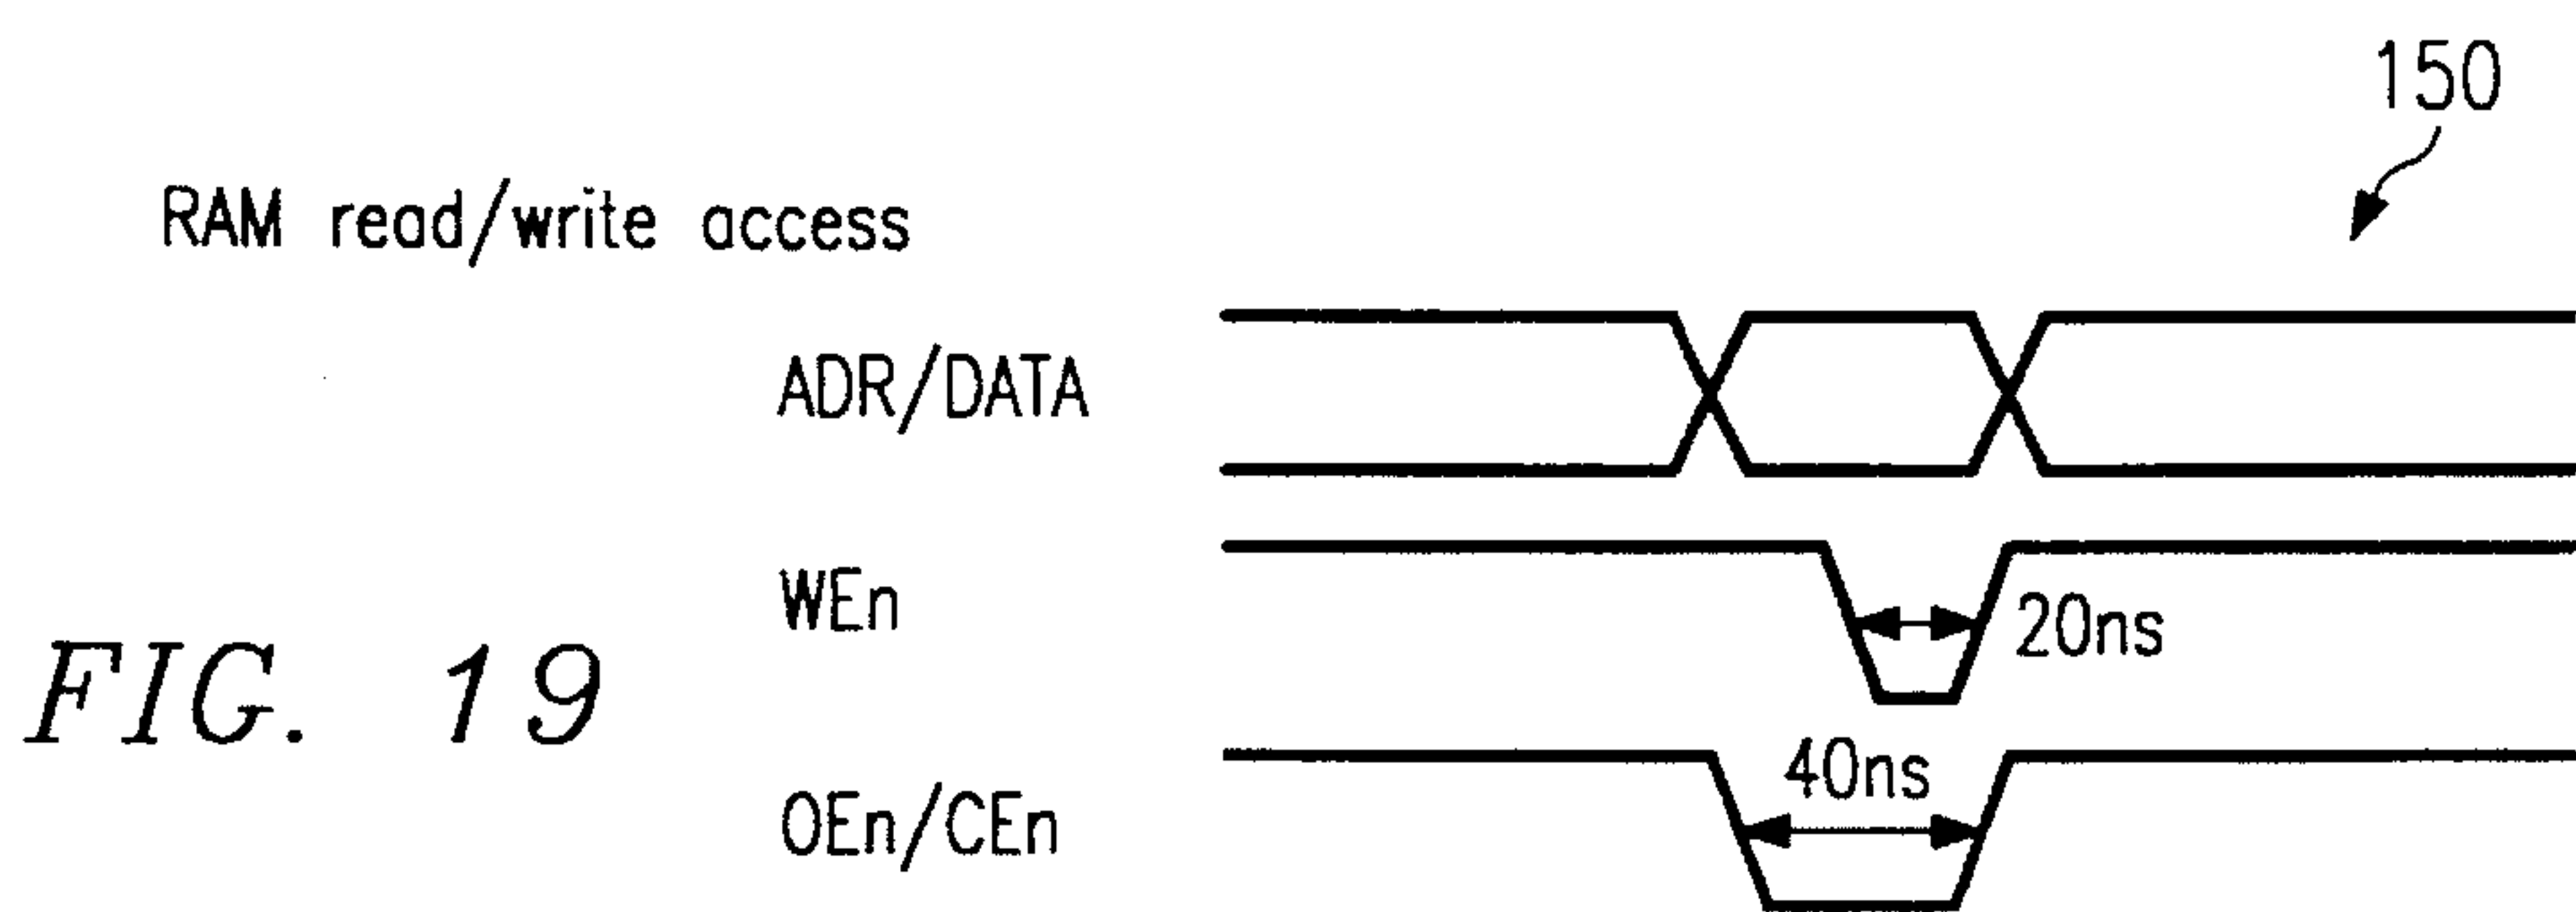 150
RAM read/write access
ADR/DATA
WEn
20ns
FIG. 19
40ns
OEn/CEn